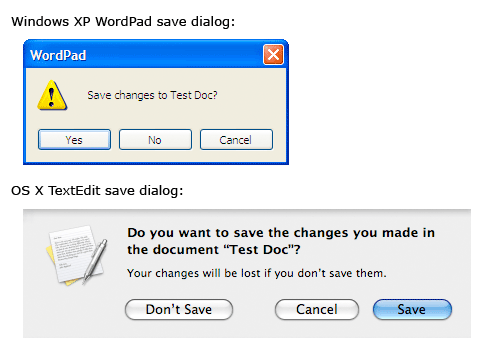 Windows XP WordPad save dialog:
WordPad
Save changes to Test Doc?
Yes No Cancel
OS X TextEdit save dialog:
Do you want to save the changes you made in
the document “Test Doc”?
Your changes will be lost if you don’t save them.
Don’t Save Cancel Save